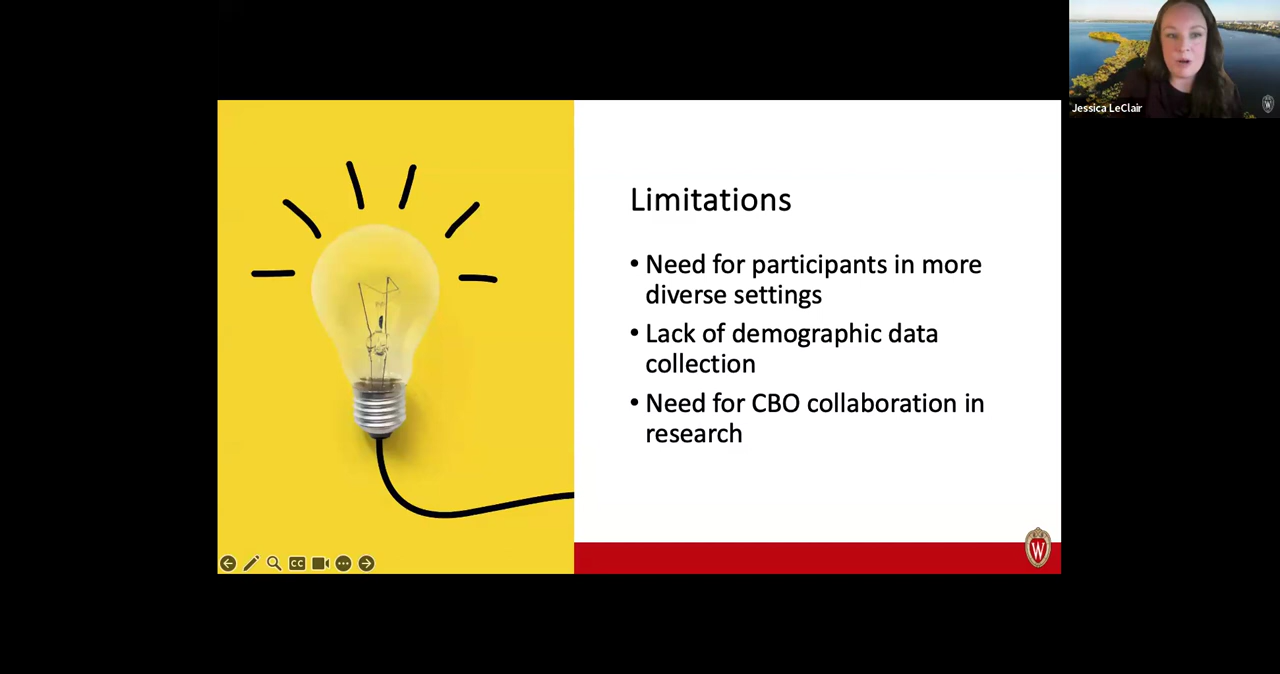 Jessica LeClair
Limitations
• Need for participants in more
diverse settings
• Lack of demographic data
collection
• Need for CBO collaboration in
research
CC
W
W